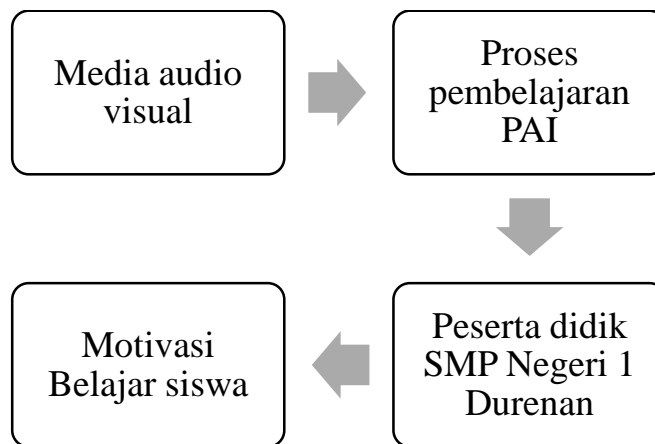 Media audio
visual
Proses
pembelajaran
PAI
Peserta didik
SMP Negeri 1
Durenan
Motivasi
Belajar siswa